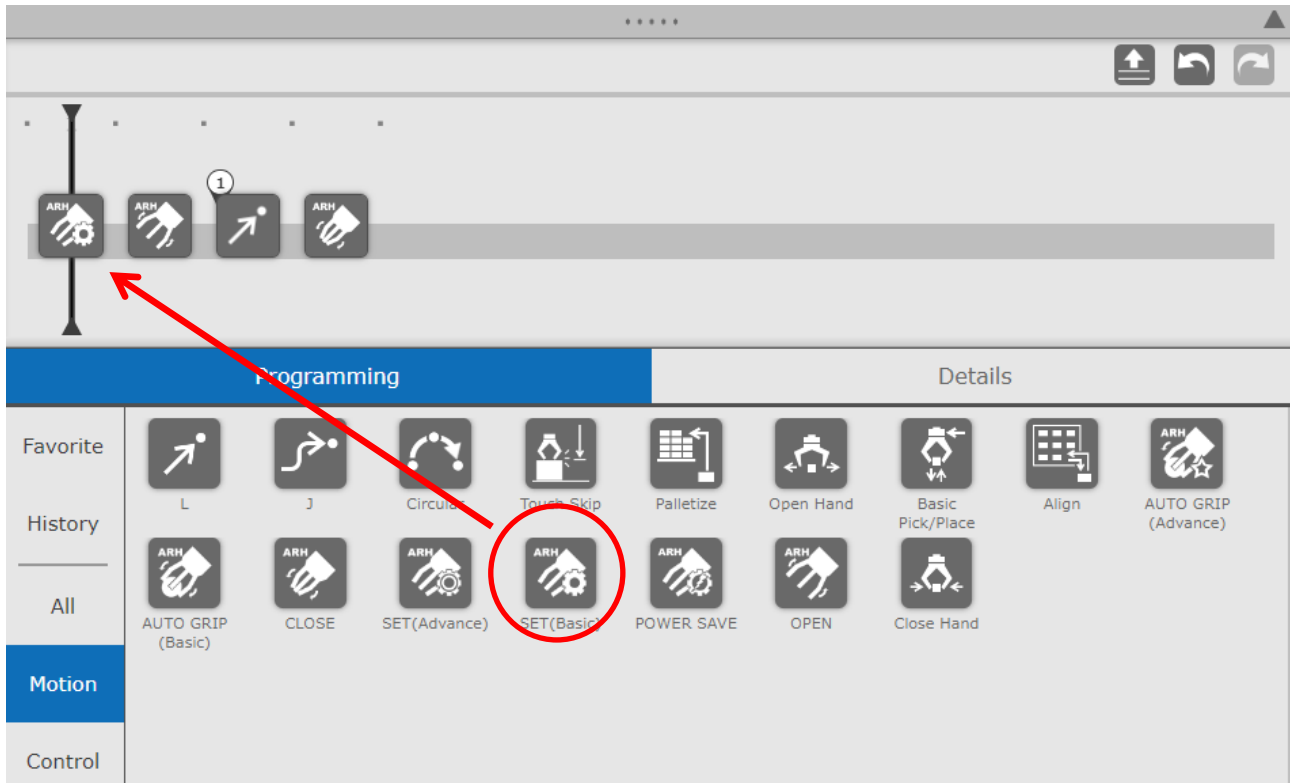 ARH
ARH
1
ARH
Programming
Details
Favorite
History
All
Motion
Control
L
J
Circular
Touch Skip
Palletize
Open Hand
Basic
Pick/Place
Align
ARH
AUTO GRIP
(Advance)
ARH
AUTO GRIP
(Basic)
ARH
CLOSE
ARH
SET(Advance)
ARH
SET(Basic)
ARH
POWER SAVE
ARH
OPEN
Close Hand